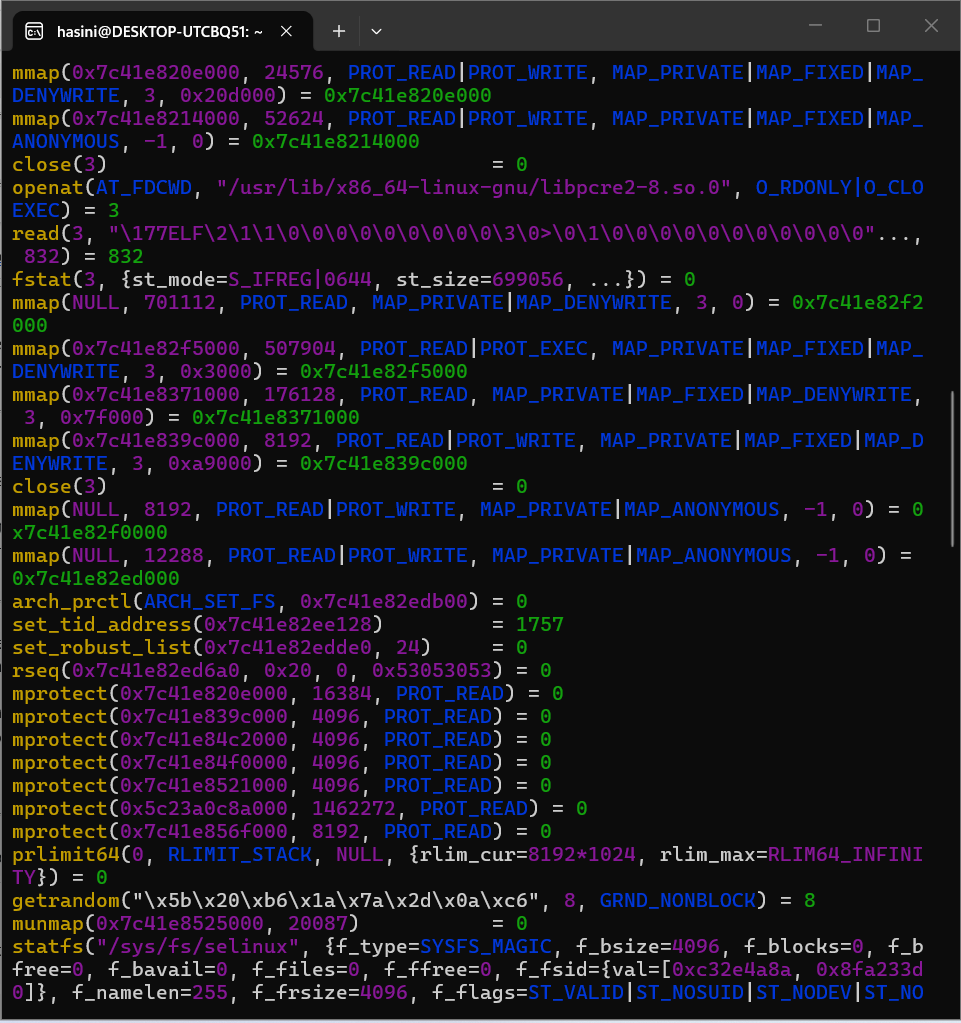 hasini@DESKTOP-UTCBQ51: ~
mmap(0x7c41e820e000, 24576, PROT_READ|PROT_WRITE, MAP_PRIVATE|MAP_FIXED|MAP_
DENYWRITE, 3, 0x20d000) = 0x7c41e820e000
mmap(0x7c41e8214000, 52624, PROT_READ|PROT_WRITE, MAP_PRIVATE|MAP_FIXED|MAP_
ANONYMOUS, -1, 0) = 0x7c41e8214000
close(3)                                = 0
openat(AT_FDCWD, "/usr/lib/x86_64-linux-gnu/libpcre2-8.so.0", O_RDONLY|O_CLO
EXEC) = 3
read(3, "\177ELF\2\1\1\0\0\0\0\0\0\0\0\0\3\0>\0\1\0\0\0\0\0\0\0\0\0\0\0"...,
 832) = 832
fstat(3, {st_mode=S_IFREG|0644, st_size=699056, ...}) = 0
mmap(NULL, 701112, PROT_READ, MAP_PRIVATE|MAP_DENYWRITE, 3, 0) = 0x7c41e82f2
000
mmap(0x7c41e82f5000, 507904, PROT_READ|PROT_EXEC, MAP_PRIVATE|MAP_FIXED|MAP_
DENYWRITE, 3, 0x3000) = 0x7c41e82f5000
mmap(0x7c41e8371000, 176128, PROT_READ, MAP_PRIVATE|MAP_FIXED|MAP_DENYWRITE,
 3, 0x7f000) = 0x7c41e8371000
mmap(0x7c41e839c000, 8192, PROT_READ|PROT_WRITE, MAP_PRIVATE|MAP_FIXED|MAP_D
ENYWRITE, 3, 0xa9000) = 0x7c41e839c000
close(3)                                = 0
mmap(NULL, 8192, PROT_READ|PROT_WRITE, MAP_PRIVATE|MAP_ANONYMOUS, -1, 0) = 0
x7c41e82f0000
mmap(NULL, 12288, PROT_READ|PROT_WRITE, MAP_PRIVATE|MAP_ANONYMOUS, -1, 0) =
0x7c41e82ed000
arch_prctl(ARCH_SET_FS, 0x7c41e82edb00) = 0
set_tid_address(0x7c41e82ee128)         = 1757
set_robust_list(0x7c41e82edde0, 24)     = 0
rseq(0x7c41e82ed6a0, 0x20, 0, 0x53053053) = 0
mprotect(0x7c41e820e000, 16384, PROT_READ) = 0
mprotect(0x7c41e839c000, 4096, PROT_READ) = 0
mprotect(0x7c41e84c2000, 4096, PROT_READ) = 0
mprotect(0x7c41e84f0000, 4096, PROT_READ) = 0
mprotect(0x7c41e8521000, 4096, PROT_READ) = 0
mprotect(0x5c23a0c8a000, 1462272, PROT_READ) = 0
mprotect(0x7c41e856f000, 8192, PROT_READ) = 0
prlimit64(0, RLIMIT_STACK, NULL, {rlim_cur=8192*1024, rlim_max=RLIM64_INFINI
TY}) = 0
getrandom("\x5b\x20\xb6\x1a\x7a\x2d\x0a\xc6", 8, GRND_NONBLOCK) = 8
munmap(0x7c41e8525000, 20087)           = 0
statfs("/sys/fs/selinux", {f_type=SYSFS_MAGIC, f_bsize=4096, f_blocks=0, f_b
free=0, f_bavail=0, f_files=0, f_ffree=0, f_fsid={val=[0xc32e4a8a, 0x8fa233d
0]}, f_namelen=255, f_frsize=4096, f_flags=ST_VALID|ST_NOSUID|ST_NODEV|ST_NO